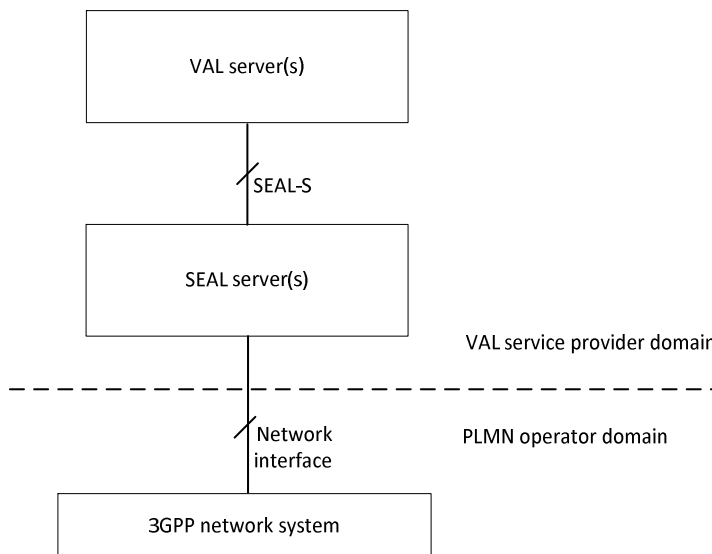 VAL server(s)
SEAL-S
SEAL server(s)
VAL service provider domain
Network
interface
PLMN operator domain
3GPP network system